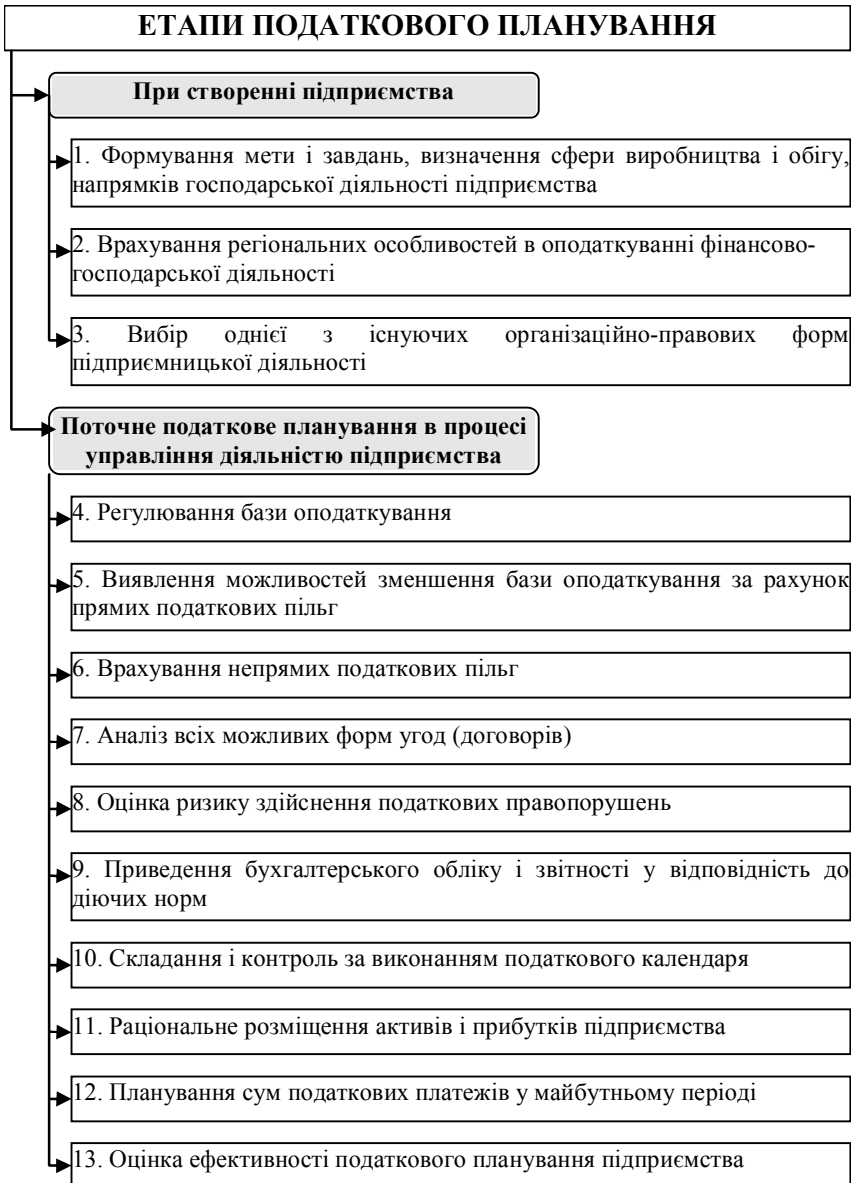 ЕТАПИ ПОДАТКОВОГО ПЛАНУВАННЯ
При створенні підприємства
1. Формування мети і завдань, визначення сфери виробництва і обігу,
напрямків господарської діяльності підприємства
2. Врахування регіональних особливостей в оподаткуванні фінансово-
господарської діяльності
3. Вибір однієї з існуючих організаційно-правових форм
підприємницької діяльності
Поточне податкове планування в процесі
управління діяльністю підприємства
4. Регулювання бази оподаткування
5. Виявлення можливостей зменшення бази оподаткування за рахунок
прямих податкових пільг
6. Врахування непрямих податкових пільг
7. Аналіз всіх можливих форм угод (договорів)
8. Оцінка ризику здійснення податкових правопорушень
9. Приведення бухгалтерського обліку і звітності у відповідність до
діючих норм
10. Складання і контроль за виконанням податкового календаря
11. Раціональне розміщення активів і прибутків підприємства
12. Планування сум податкових платежів у майбутньому періоді
13. Оцінка ефективності податкового планування підприємства